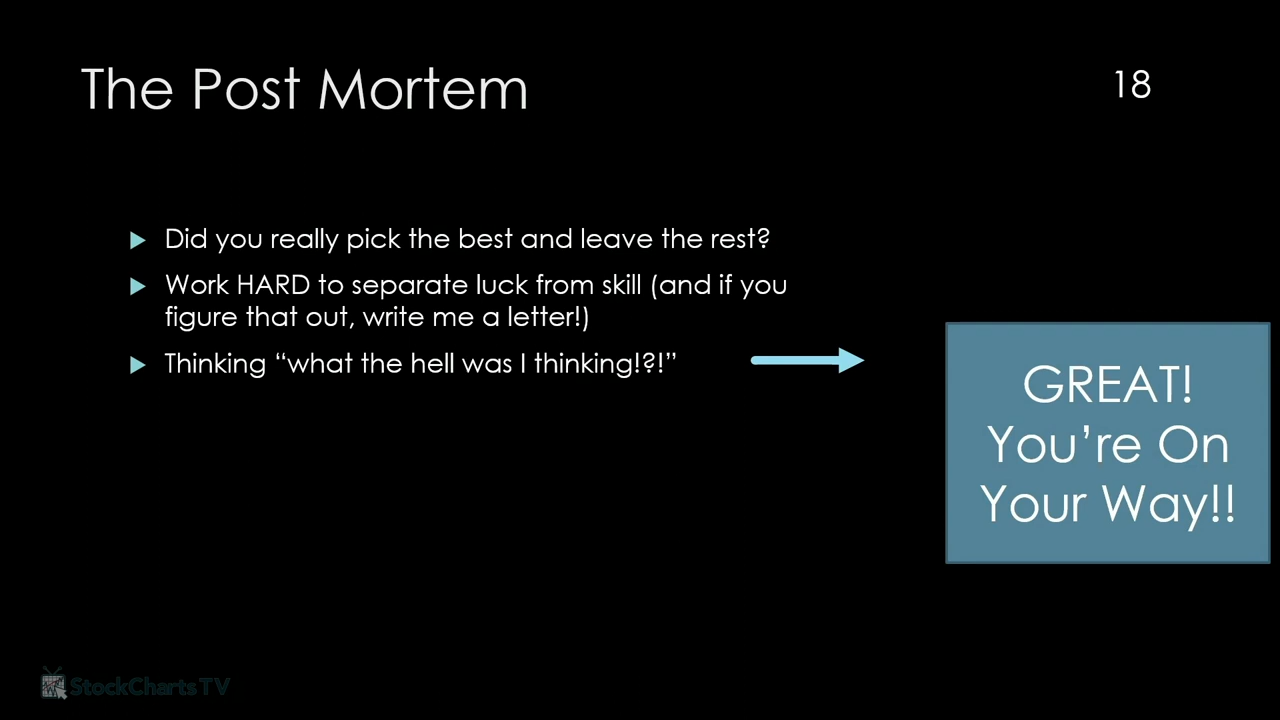 The Post Mortem
18
Did you really pick the best and leave the rest?
Work HARD to separate luck from skill (and if you
figure that out, write me a letter!)
Thinking “what the hell was I thinking!?!”
GREAT!
You’re On
Your Way!!
StockChartsTV